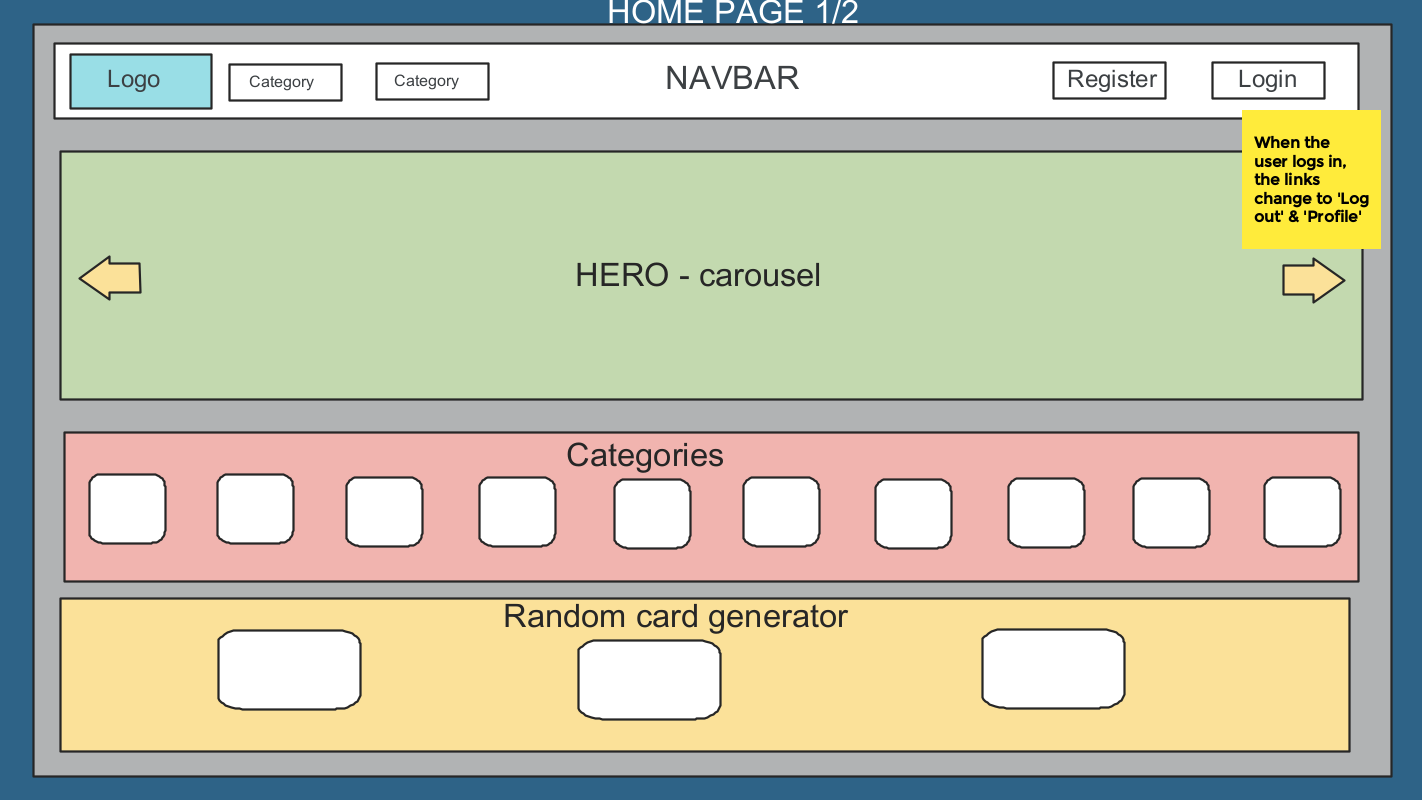 HOME PAGE 1/2
Logo
Category
Category
NAVBAR
Register
Login
When the
user logs in,
the links
change to 'Log
out' & 'Profile'
HERO - carousel
Categories
Random card generator